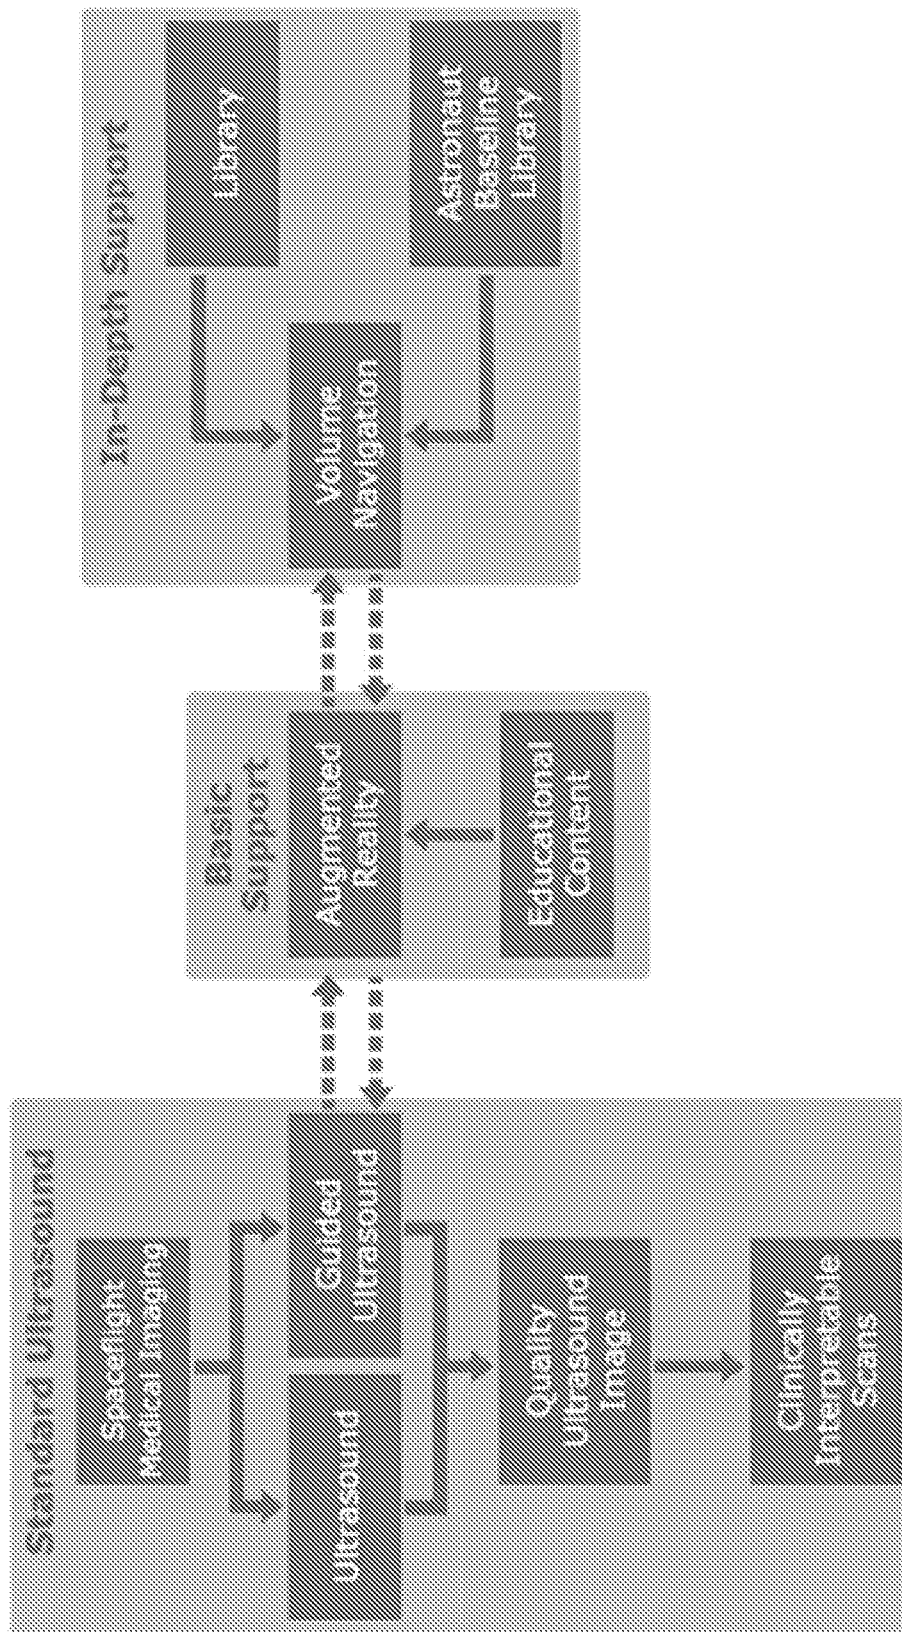 Standard Ultrasound
Spaceflight
Medical Imaging
Ultrasound
Guided
Ultrasound
Quality
Ultrasound
Image
Clinically
Interpretable
Scans
Basic
Support
Augmented
Reality
Educational
Content
In-Depth Support
Library
Volume
Navigation
Astronaut
Baseline
Library